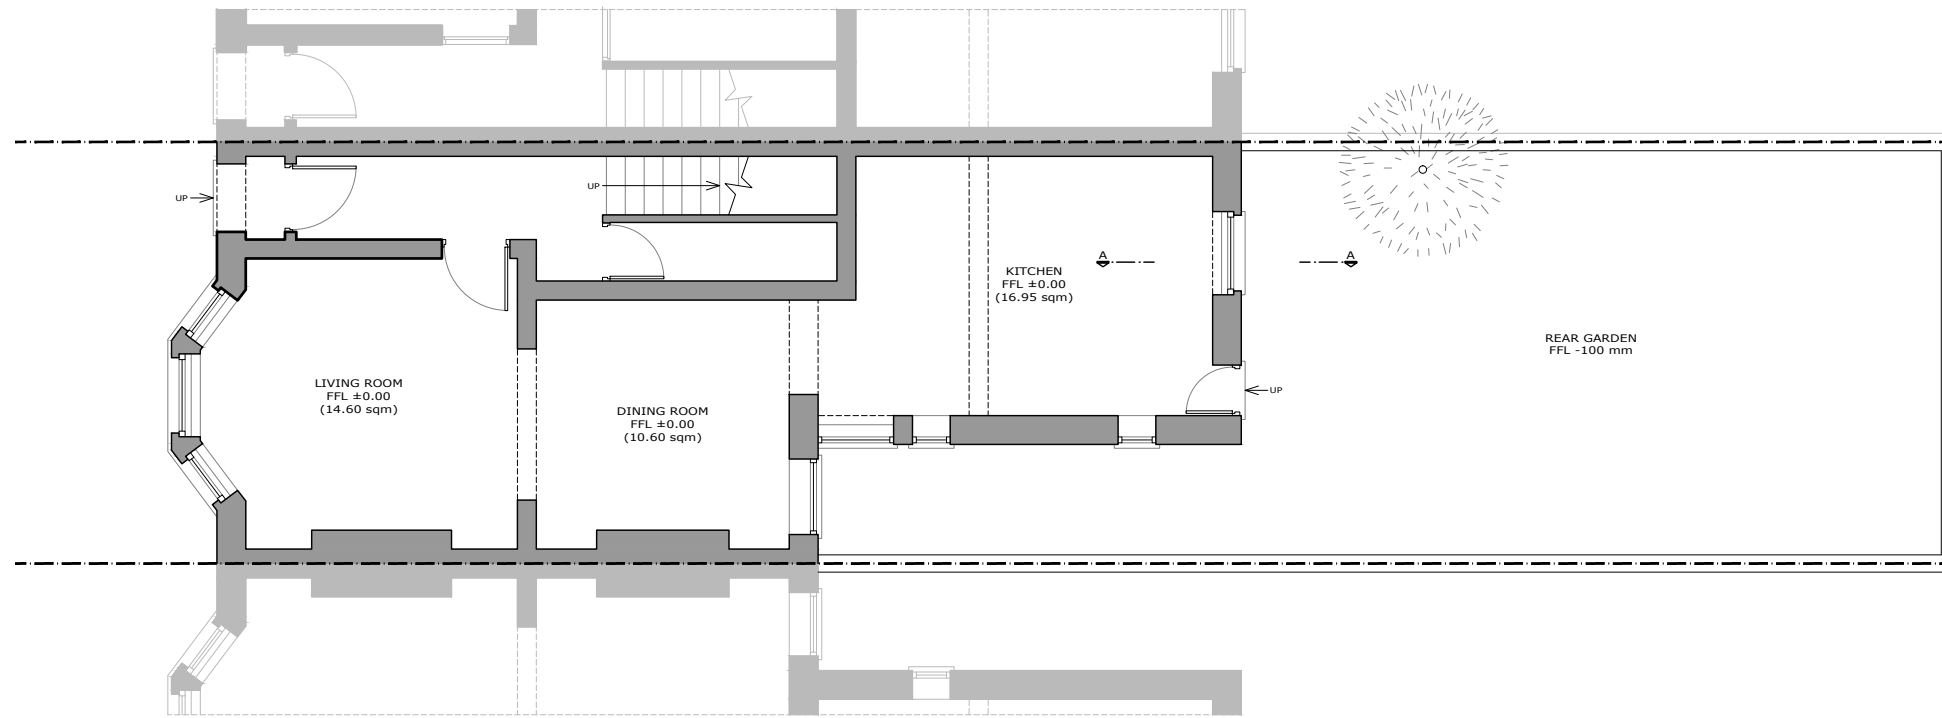 UP
UP
A
A
KITCHEN
FFL ±0.00
(16.95 sqm)
REAR GARDEN
FFL -100 mm
LIVING ROOM
FFL ±0.00
(14.60 sqm)
DINING ROOM
FFL ±0.00
(10.60 sqm)
UP